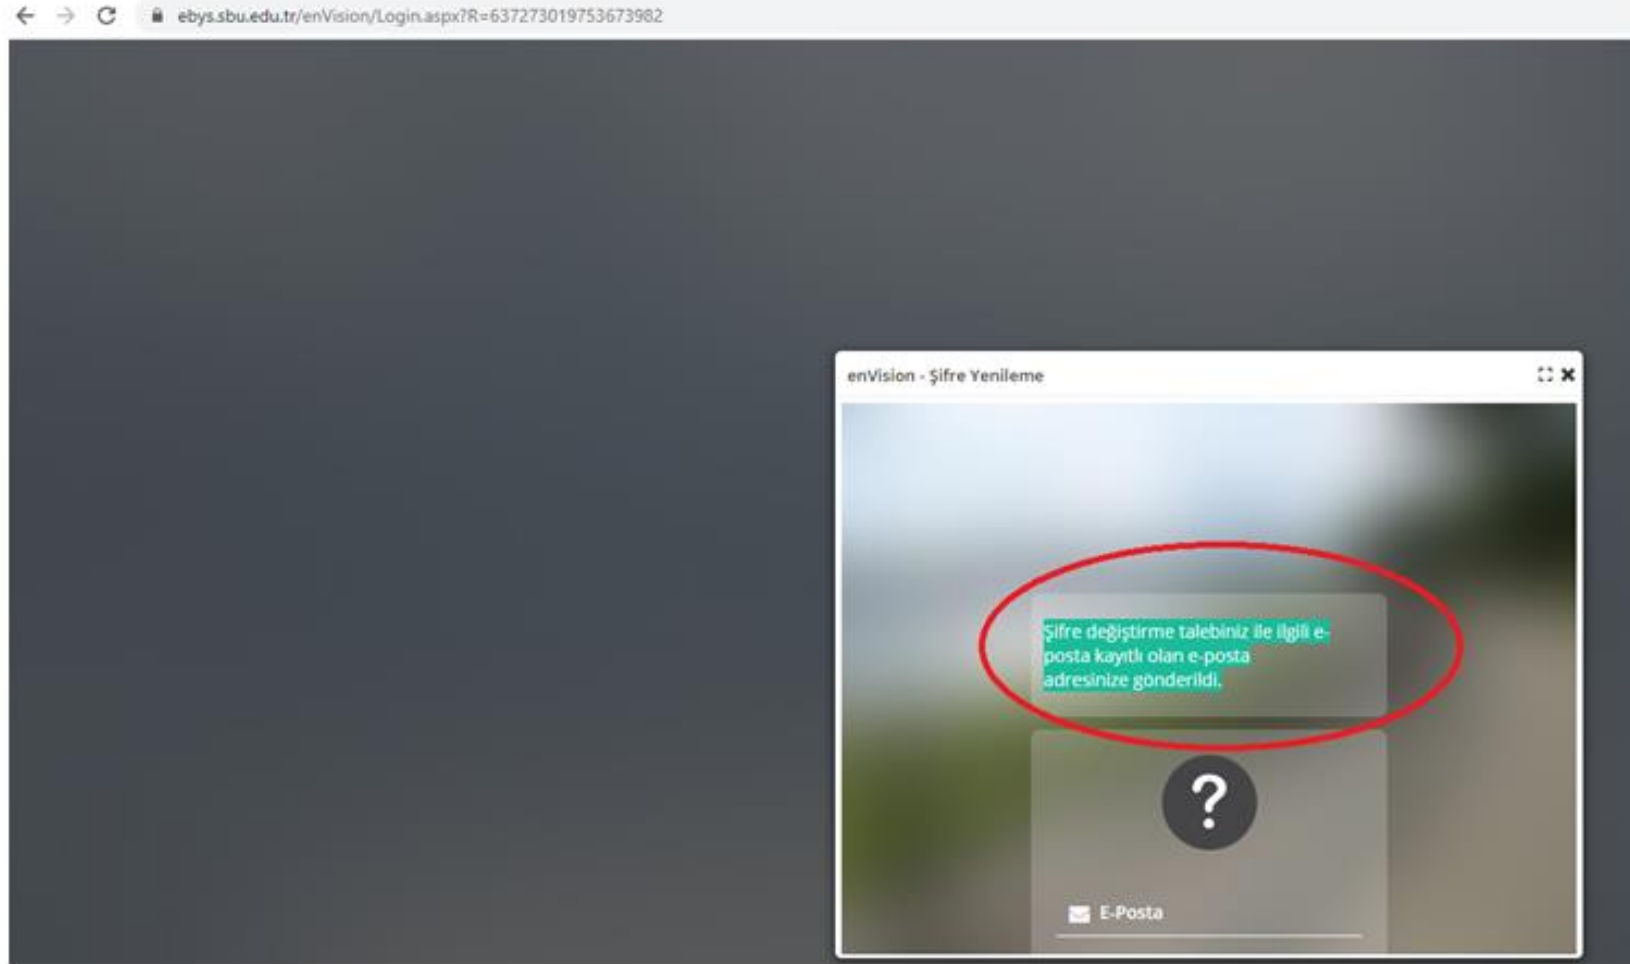 ebys.sbu.edu.tr/enVision/Login.aspx?R=637273019753673982
enVision - Şifre Yenileme
Şifre değiştirme talebiniz ile ilgili e-
posta kayıtlı olan e-posta
adresinize gönderildi.
?
E-Posta